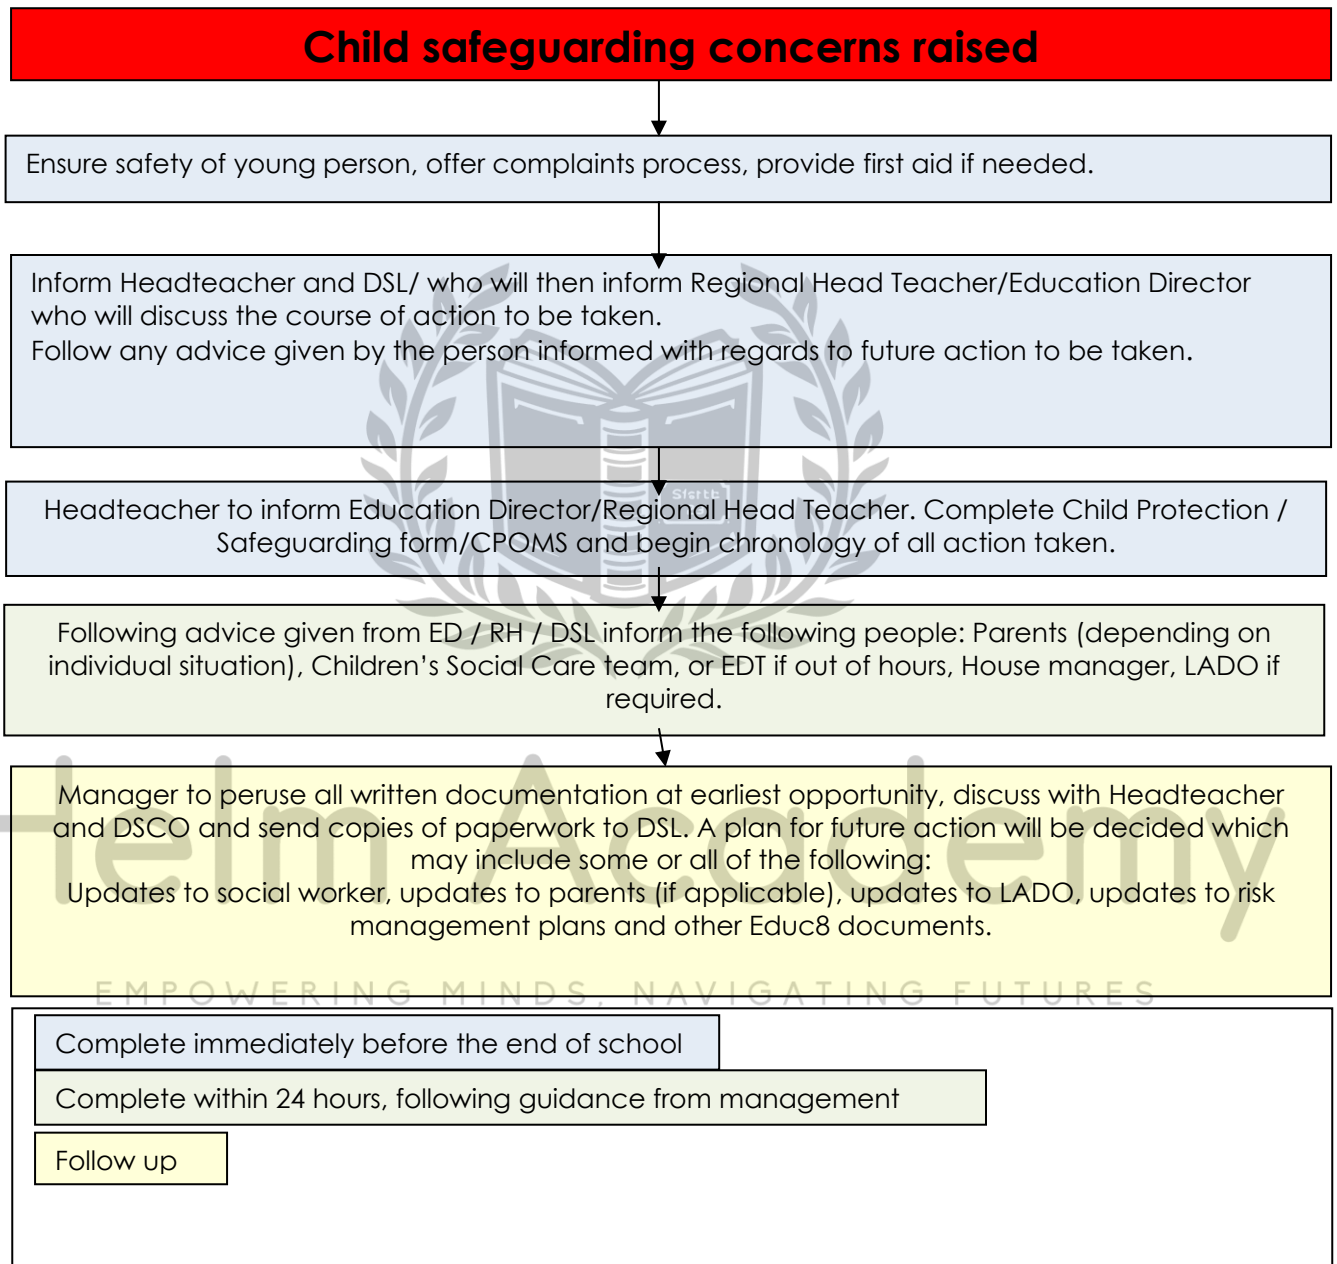 Child safeguarding concerns raised
Ensure safety of young person, offer complaints process, provide first aid if needed.
Inform Headteacher and DSL/ who will then inform Regional Head Teacher/Education Director
who will discuss the course of action to be taken.
Follow any advice given by the person informed with regards to future action to be taken.
Headteacher to inform Education Director/Regional Head Teacher. Complete Child Protection /
Safeguarding form/CPOMS and begin chronology of all action taken.
Following advice given from ED / RH / DSL inform the following people: Parents (depending on
individual situation), Children's Social Care team, or EDT if out of hours, House manager, LADO if
required.
Manager to peruse all written documentation at earliest opportunity, discuss with Headteacher
and DSCO and send copies of paperwork to DSL. A plan for future action will be decided which
may include some or all of the following:
Updates to social worker, updates to parents (if applicable), updates to LADO, updates to risk
management plans and other Educ8 documents.
Helm Academy
EMPOWERING MINDS, NAVIGATING FUTURES
Complete immediately before the end of school
Complete within 24 hours, following guidance from management
Follow up